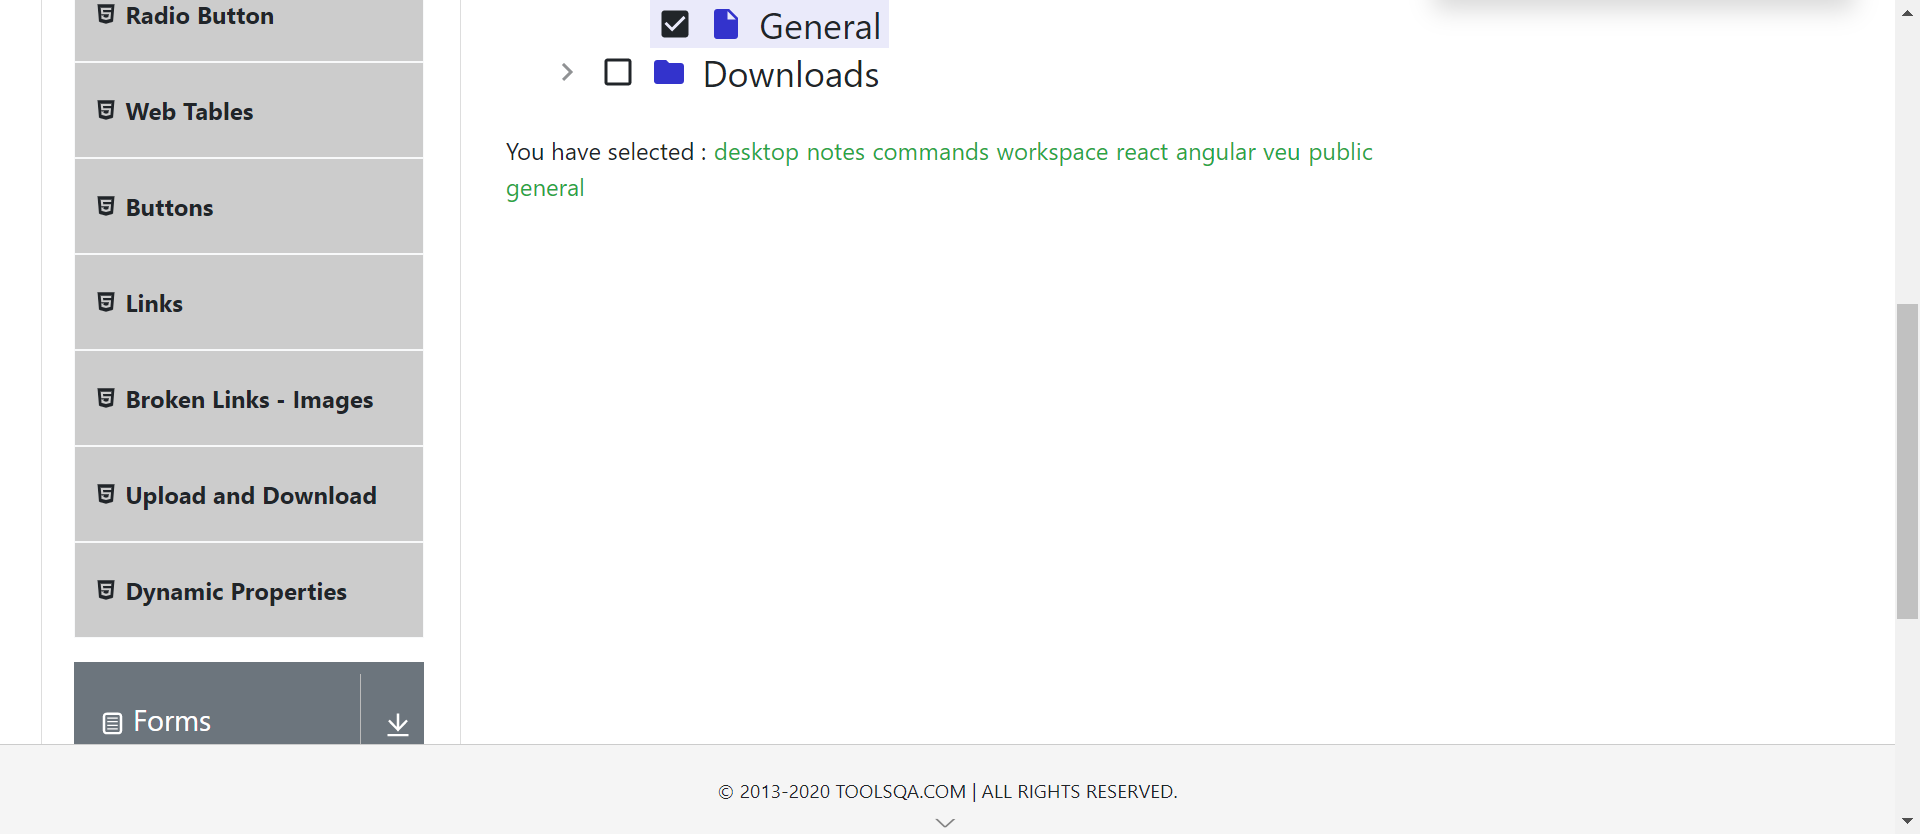 Radio Button
Web Tables
Buttons
Links
Broken Links - Images
Upload and Download
Dynamic Properties
Forms
General
Downloads
You have selected : desktop notes commands workspace react angular veu public
general
© 2013-2020 TOOLSQA.COM | ALL RIGHTS RESERVED.